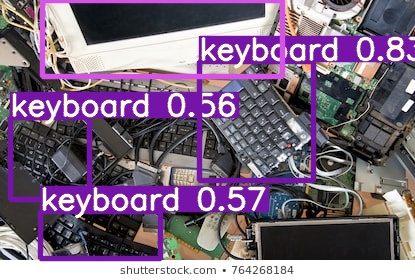 keyboard 0.83
keyboard 0.56
keyboard 0.57
shutterstock.com • 764268184